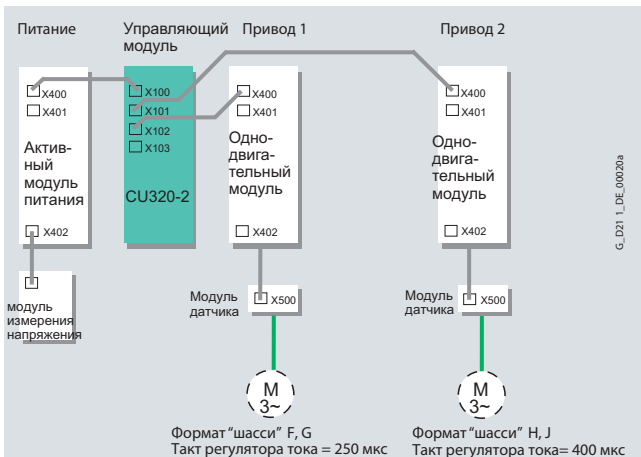 Питание
Управляющий
модуль
Привод 1
Привод 2
X400
X401
Актив-
ный
модуль
питания
X402
модуль
измерения
напряжения
X100
X101
X102
X103
CU320-2
X400
X401
Одно-
двига-
тельный
модуль
X402
Модуль
датчика
X500
M
3~
Формат "шасси" F, G
Такт регулятора тока = 250 мкс
X400
X401
Одно-
двига-
тельный
модуль
X402
Модуль
датчика
X500
M
3~
Формат "шасси" H, J
Такт регулятора тока= 400 мкс
G_D21 1_DE_00020a